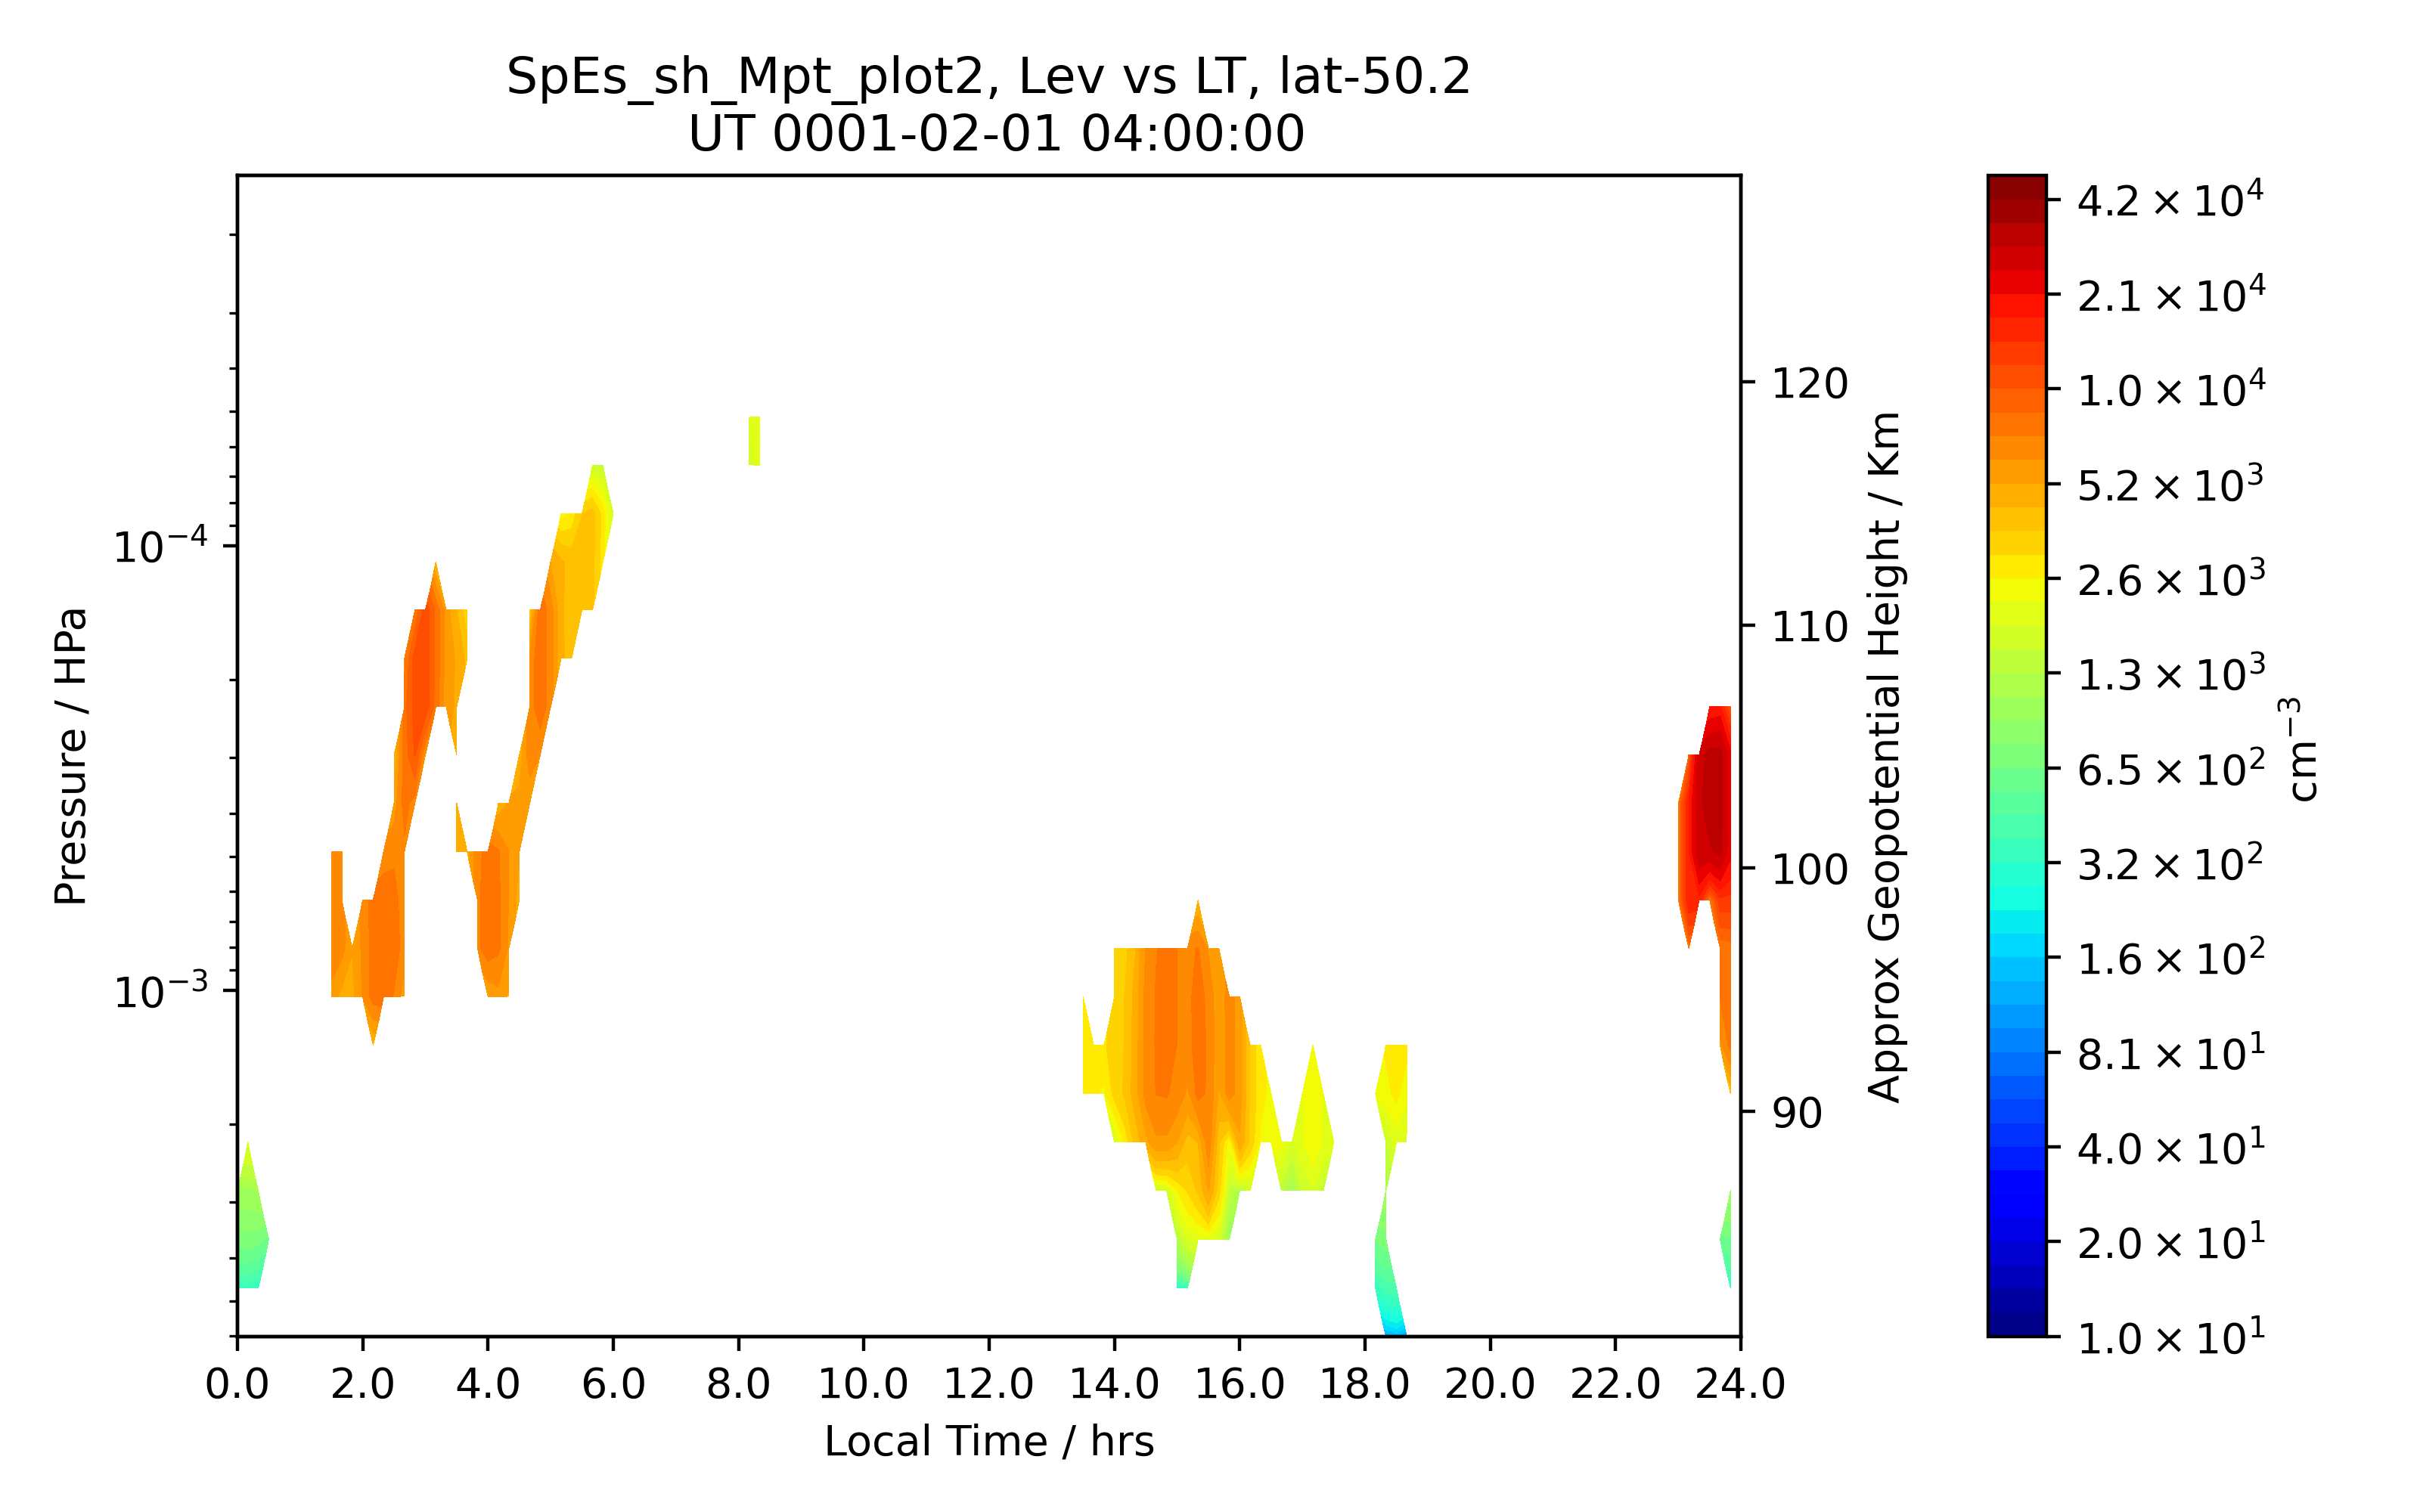 SpEs_sh_Mpt_plot2, Lev vs LT, lat-50.2
UT 0001-02-01 04:00:00
Pressure / HPa
10⁻⁴
10⁻³
0.0 2.0 4.0 6.0 8.0 10.0 12.0 14.0 16.0 18.0 20.0 22.0 24.0
Local Time / hrs
120
110
100
90
Approx Geopotential Height / Km
4.2 × 10⁴
2.1 × 10⁴
1.0 × 10⁴
5.2 × 10³
2.6 × 10³
1.3 × 10³
6.5 × 10²
3.2 × 10²
1.6 × 10²
8.1 × 10¹
4.0 × 10¹
2.0 × 10¹
1.0 × 10¹
cm⁻³